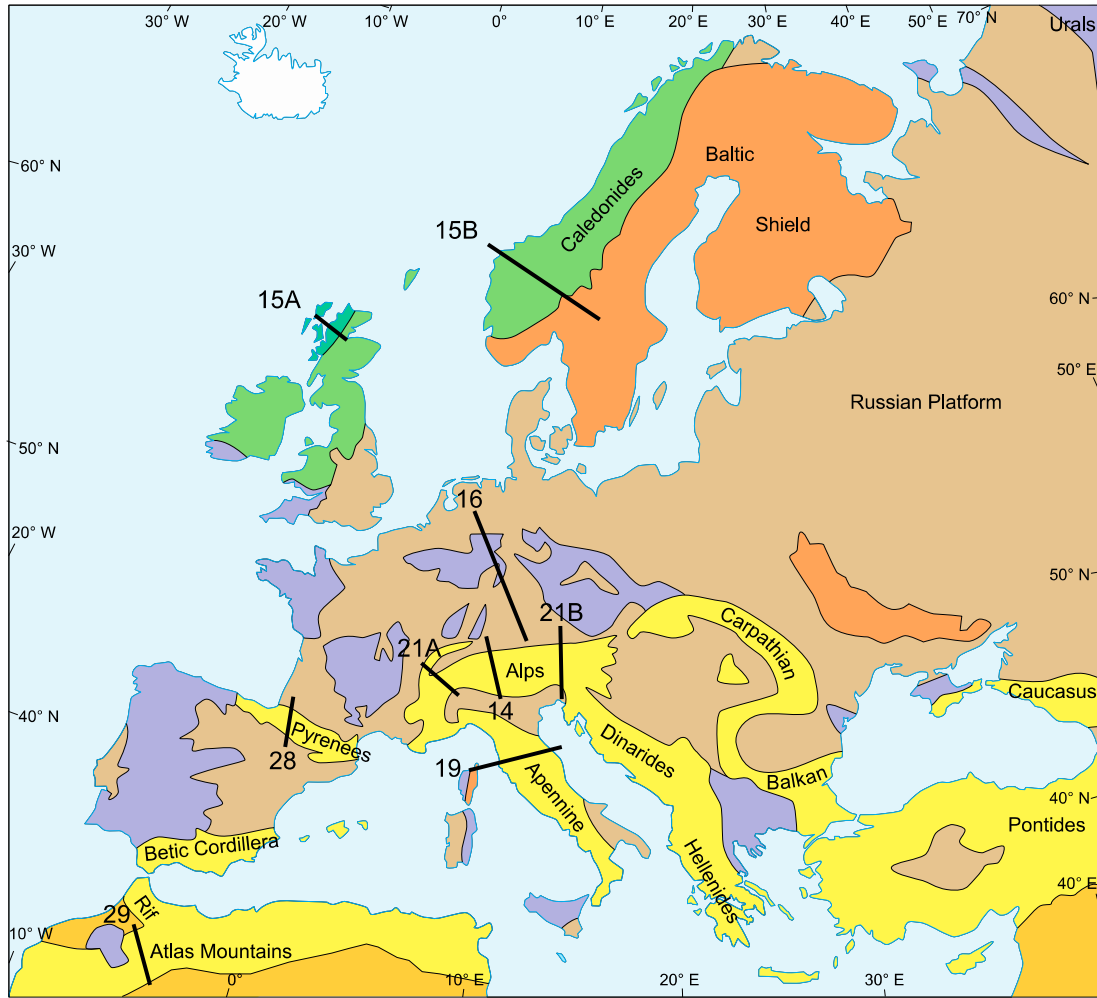 30° W
20° W
10° W
0°
10° E
20 E
30° E
40° E
50° E
70° N
Urals
60° N
30° W
50° N
20° W
40° N
10° W
60° N
50° E
50° N
40° N
40° E
0°
10° E
20° E
30° E
Baltic
Shield
Caledonides
15B
15A
Russian Platform
16
21B
21A
Alps
14
Carpathian
Caucasus
Pyrenees
28
19
Dinarides
Apennine
Balkan
Pontides
Hellenides
Betic Cordillera
Rif
29
Atlas Mountains